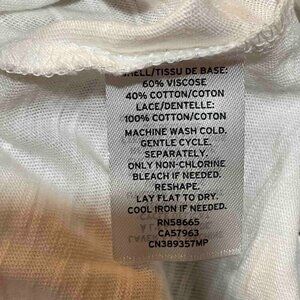 SHELL/TISSU DE BASE:
60% VISCOSE
40% COTTON/COTON
LACE/DENTELLE:
100% COTTON/COTON
MACHINE WASH COLD.
GENTLE CYCLE.
SEPARATELY.
ONLY NON-CHLORINE
BLEACH IF NEEDED.
RESHAPE.
LAY FLAT TO DRY.
COOL IRON IF NEEDED.
RN58665
CA57963
CN389357MP